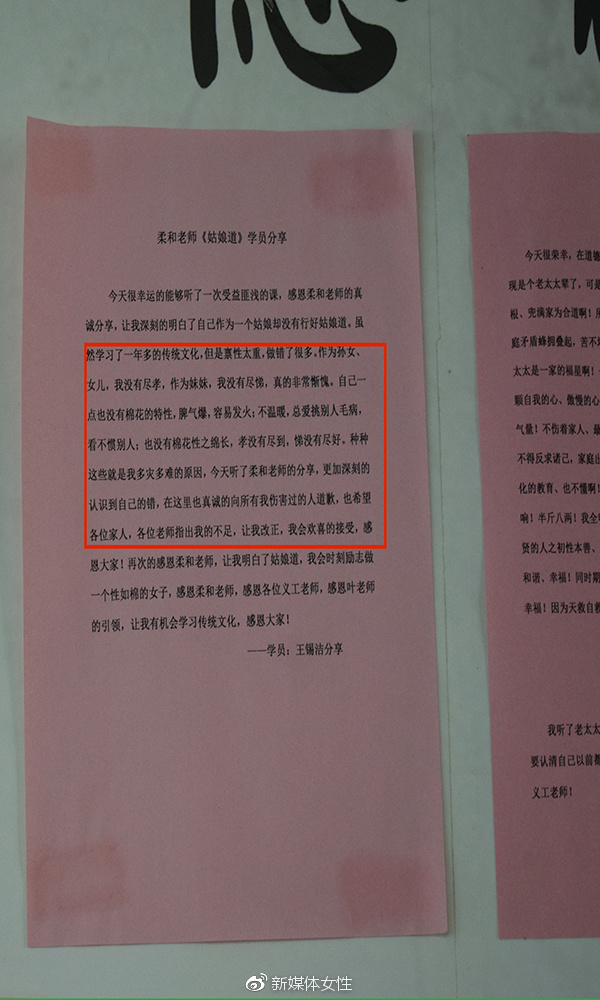 柔和老师《姑娘道》学员分享
今天很幸运的能够听了一次受益匪浅的课，感恩柔和老师的真
诚分享，让我深刻的明白了自己作为一个姑娘却没有行好姑娘道。虽
然学习了一年多的传统文化，但是禀性太重，做错了很多。作为孙女、
女儿，我没有尽孝，作为妹妹，我没有尽悌，真的非常惭愧。自己一
点也没有棉花的特性，脾气爆，容易发火；不温暖，总爱挑别人毛病，
看不惯别人；也没有棉花性之绵长，孝没有尽到，悌没有尽好。种种
这些就是我多灾多难的原因，今天听了柔和老师的分享，更加深刻的
认识到自己的错，在这里也真诚的向所有我伤害过的人道歉，也希望
各位家人，各位老师指出我的不足，让我改正，我会欢喜的接受，感
恩大家！再次的感恩柔和老师，让我明白了姑娘道，我会时刻励志做
一个性如棉的女子，感恩柔和老师，感恩各位义工老师，感恩叶老师
的引领，让我有机会学习传统文化，感恩大家！
——学员：王锡洁分享
今天很荣幸，在道德
现是个老太太辈了，可是
根、兜满家为合道啊！
庭矛盾蜂拥叠起，苦不
太太是一家的福星啊！
顺自我的心、傲慢的心
气量！不伤着家人、最
不得反求诸己，家庭出
化的教育、也不懂啊！
响！半斤八两！我全
贤的人之初性本善、
和谐、幸福！同时期
幸福！因为天救自救
我听了老太太
要认清自己以前都
义工老师！
新媒体女性